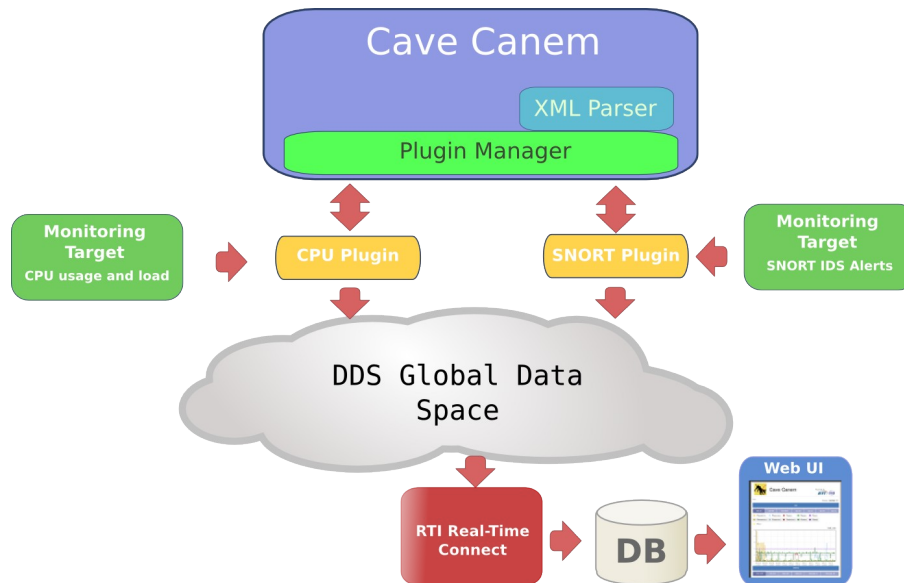 Cave Canem
XML Parser
Plugin Manager
Monitoring
Target
CPU usage and load
CPU Plugin
SNORT Plugin
Monitoring
Target
SNORT IDS Alerts
DDS Global Data
Space
RTI Real-Time
Connect
DB
Web UI
Cave Canem